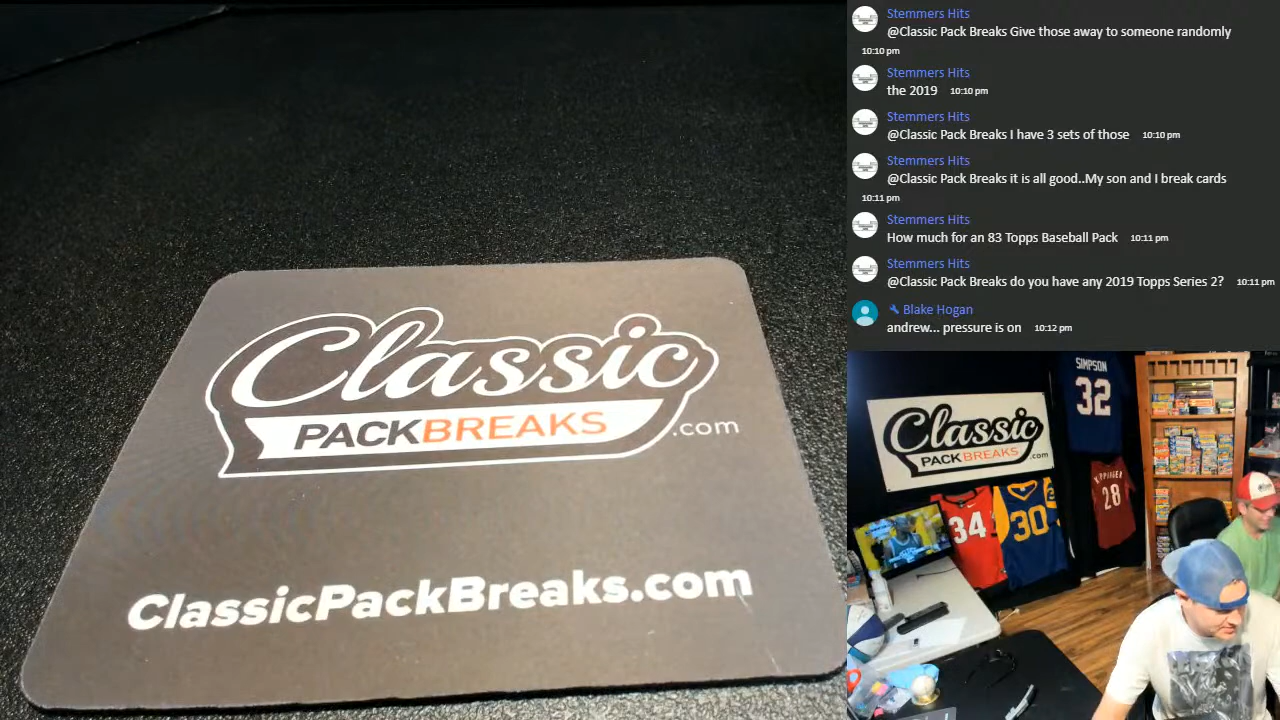 Classic
PACKBREAKS
.com
ClassicPackBreaks.com
Stemmers Hits
@Classic Pack Breaks Give those away to someone randomly
10:10 pm
Stemmers Hits
the 2019 10:10 pm
Stemmers Hits
@Classic Pack Breaks I have 3 sets of those 10:10 pm
Stemmers Hits
@Classic Pack Breaks it is all good..My son and I break cards
10:11 pm
Stemmers Hits
How much for an 83 Topps Baseball Pack 10:11 pm
Stemmers Hits
@Classic Pack Breaks do you have any 2019 Topps Series 2? 10:11 pm
Blake Hogan
andrew... pressure is on 10:12 pm
Classic
PACKBREAKS
.com
SIMPSON
32
34
30
28